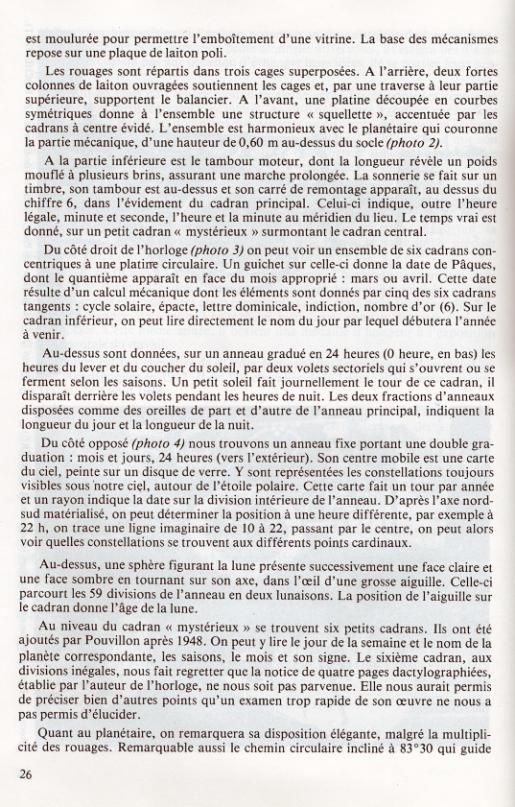 est moulurée pour permettre l'emboîtement d'une vitrine. La base des mécanismes
repose sur une plaque de laiton poli.
Les rouages sont répartis dans trois cages superposées. A l'arrière, deux fortes
colonnes de laiton ouvragées soutiennent les cages et, par une traverse à leur partie
supérieure, supportent le balancier. A l'avant, une platine découpée en courbes
symétriques donne à l'ensemble une structure « squellette », accentuée par les
cadrans à centre évidé. L'ensemble est harmonieux avec le planétaire qui couronne
la partie mécanique, d'une hauteur de 0,60 m au-dessus du socle (photo 2).
A la partie inférieure est le tambour moteur, dont la longueur révèle un poids
mouflé à plusieurs brins, assurant une marche prolongée. La sonnerie se fait sur un
timbre, son tambour est au-dessus et son carré de remontage apparaît, au dessus du
chiffre 6, dans l'évidement du cadran principal. Celui-ci indique, outre l'heure
légale, minute et seconde, l'heure et la minute au méridien du lieu. Le temps vrai est
donné, sur un petit cadran « mystérieux » surmontant le cadran central.
Du côté droit de l'horloge (photo 3) on peut voir un ensemble de six cadrans con-
centriques à une platine circulaire. Un guichet sur celle-ci donne la date de Pâques,
dont le quantième apparaît en face du mois approprié : mars ou avril. Cette date
résulte d'un calcul mécanique dont les éléments sont donnés par cinq des six cadrans
tangents : cycle solaire, épacte, lettre dominicale, indiction, nombre d'or (6). Sur le
cadran inférieur, on peut lire directement le nom du jour par lequel débutera l'année
à venir.
Au-dessus sont données, sur un anneau gradué en 24 heures (0 heure, en bas) les
heures du lever et du coucher du soleil, par deux volets sectoriels qui s'ouvrent ou se
ferment selon les saisons. Un petit soleil fait journellement le tour de ce cadran, il
disparaît derrière les volets pendant les heures de nuit. Les deux fractions d'anneaux
disposées comme des oreilles de part et d'autre de l'anneau principal, indiquent la
longueur du jour et la longueur de la nuit.
Du côté opposé (photo 4) nous trouvons un anneau fixe portant une double gra-
duation : mois et jours, 24 heures (vers l'extérieur). Son centre mobile est une carte
du ciel, peinte sur un disque de verre. Y sont représentées les constellations toujours
visibles sous notre ciel, autour de l'étoile polaire. Cette carte fait un tour par année
et un rayon indique la date sur la division intérieure de l'anneau. D'après l'axe nord-
sud matérialisé, on peut déterminer la position à une heure différente, par exemple à
22 h, on trace une ligne imaginaire de 10 à 22, passant par le centre, on peut alors
voir quelles constellations se trouvent aux différents points cardinaux.
Au-dessus, une sphère figurant la lune présente successivement une face claire et
une face sombre en tournant sur son axe, dans l'œil d'une grosse aiguille. Celle-ci
parcourt les 59 divisions de l'anneau en deux lunaisons. La position de l'aiguille sur
le cadran donne l'âge de la lune.
Au niveau du cadran « mystérieux » se trouvent six petits cadrans. Ils ont été
ajoutés par Pouvillon après 1948. On peut y lire le jour de la semaine et le nom de la
planète correspondante, les saisons, le mois et son signe. Le sixième cadran, aux
divisions inégales, nous fait regretter que la notice de quatre pages dactylographiées,
établie par l'auteur de l'horloge, ne nous soit pas parvenue. Elle nous aurait permis
de préciser bien d'autres points qu'un examen trop rapide de son œuvre ne nous a
pas permis d'élucider.
Quant au planétaire, on remarquera sa disposition élégante, malgré la multipli-
cité des rouages. Remarquable aussi le chemin circulaire incliné à 83°30 qui guide
26